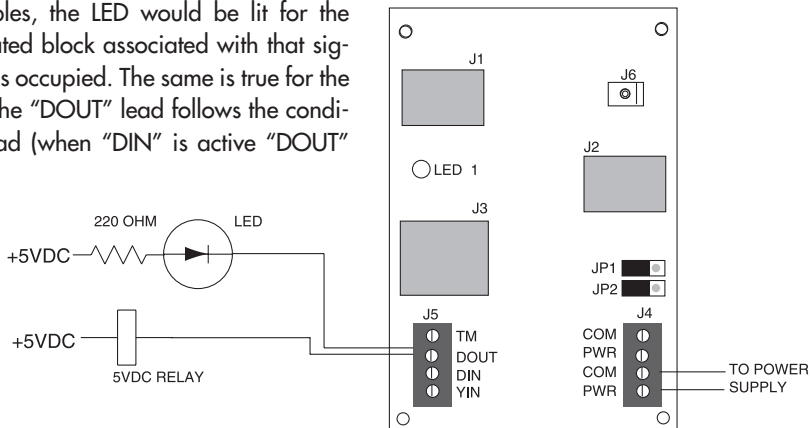 ples, the LED would be lit for the
ated block associated with that sig-
s occupied. The same is true for the
he “DOUT” lead follows the condi-
ad (when “DIN” is active “DOUT”
J1
J6
J2
LED 1
J3
220 OHM
LED
+5VDC
JP1
JP2
J5
J4
+5VDC
5VDC RELAY
TM
DOUT
DIN
YIN
COM
PWR
COM
PWR
TO POWER
SUPPLY